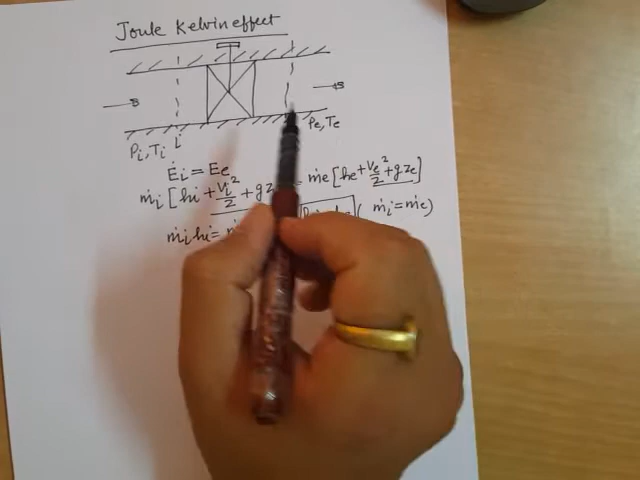 Joule Kelvin effect
i
Pi, Ti
Pe, Te
Ėi = Ėe
ṁi [hi + Vi²/2 + gz = ṁe [he + Ve²/2 + gze]
(ṁi = ṁe)
ṁi hi =